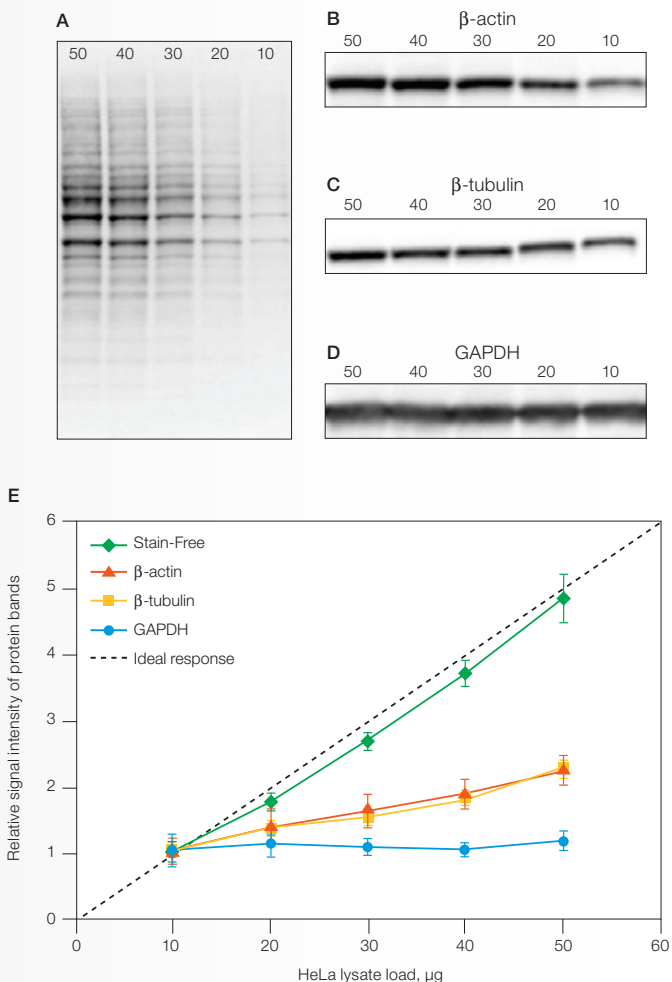 A
50 40 30 20 10
B
β-actin
50 40 30 20 10
C
β-tubulin
50 40 30 20 10
D
GAPDH
50 40 30 20 10
E
Relative signal intensity of protein bands
6
5
4
3
2
1
0
Stain-Free
β-actin
β-tubulin
GAPDH
Ideal response
0 10 20 30 40 50 60
HeLa lysate load, µg